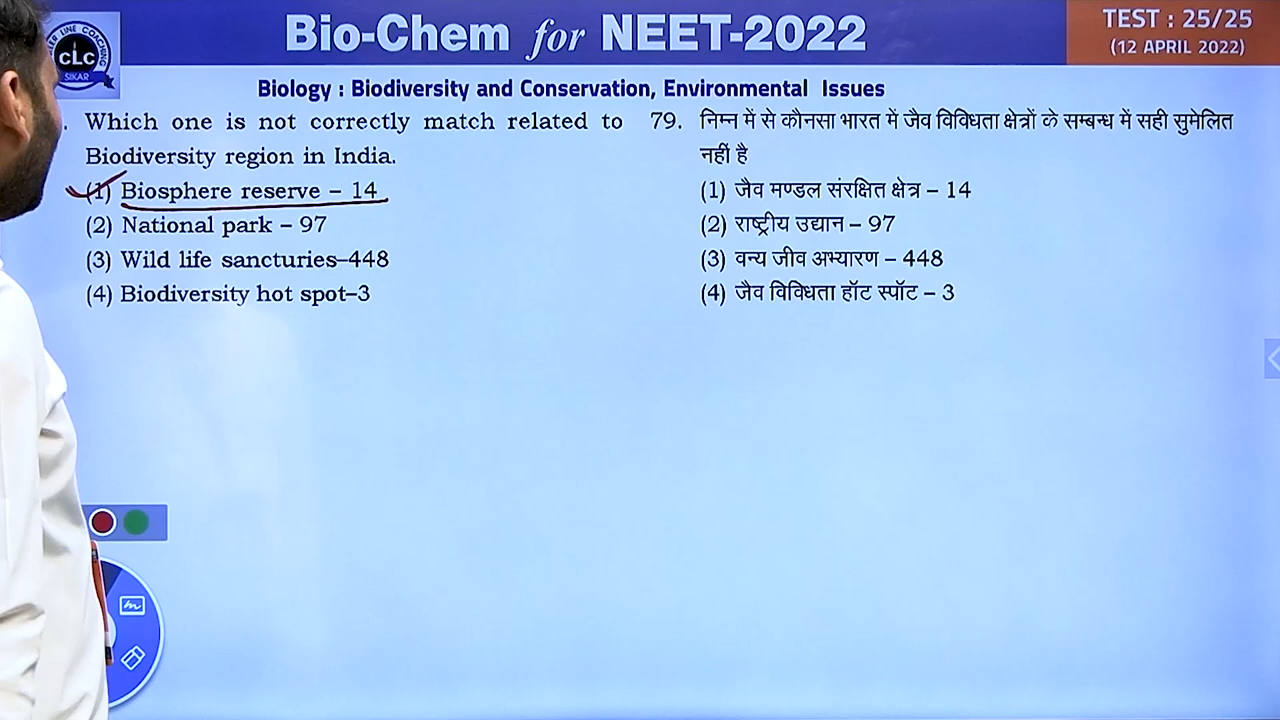 Bio-Chem for NEET-2022
TEST : 25/25
(12 APRIL 2022)
CLC
SIKAR
Biology : Biodiversity and Conservation, Environmental Issues
. Which one is not correctly match related to
Biodiversity region in India.
(1) Biosphere reserve – 14
(2) National park – 97
(3) Wild life sancturies–448
(4) Biodiversity hot spot–3
79. निम्न में से कौनसा भारत में जैव विविधता क्षेत्रों के सम्बन्ध में सही सुमेलित
नहीं है
(1) जैव मण्डल संरक्षित क्षेत्र – 14
(2) राष्ट्रीय उद्यान – 97
(3) वन्य जीव अभ्यारण – 448
(4) जैव विविधता हॉट स्पॉट – 3